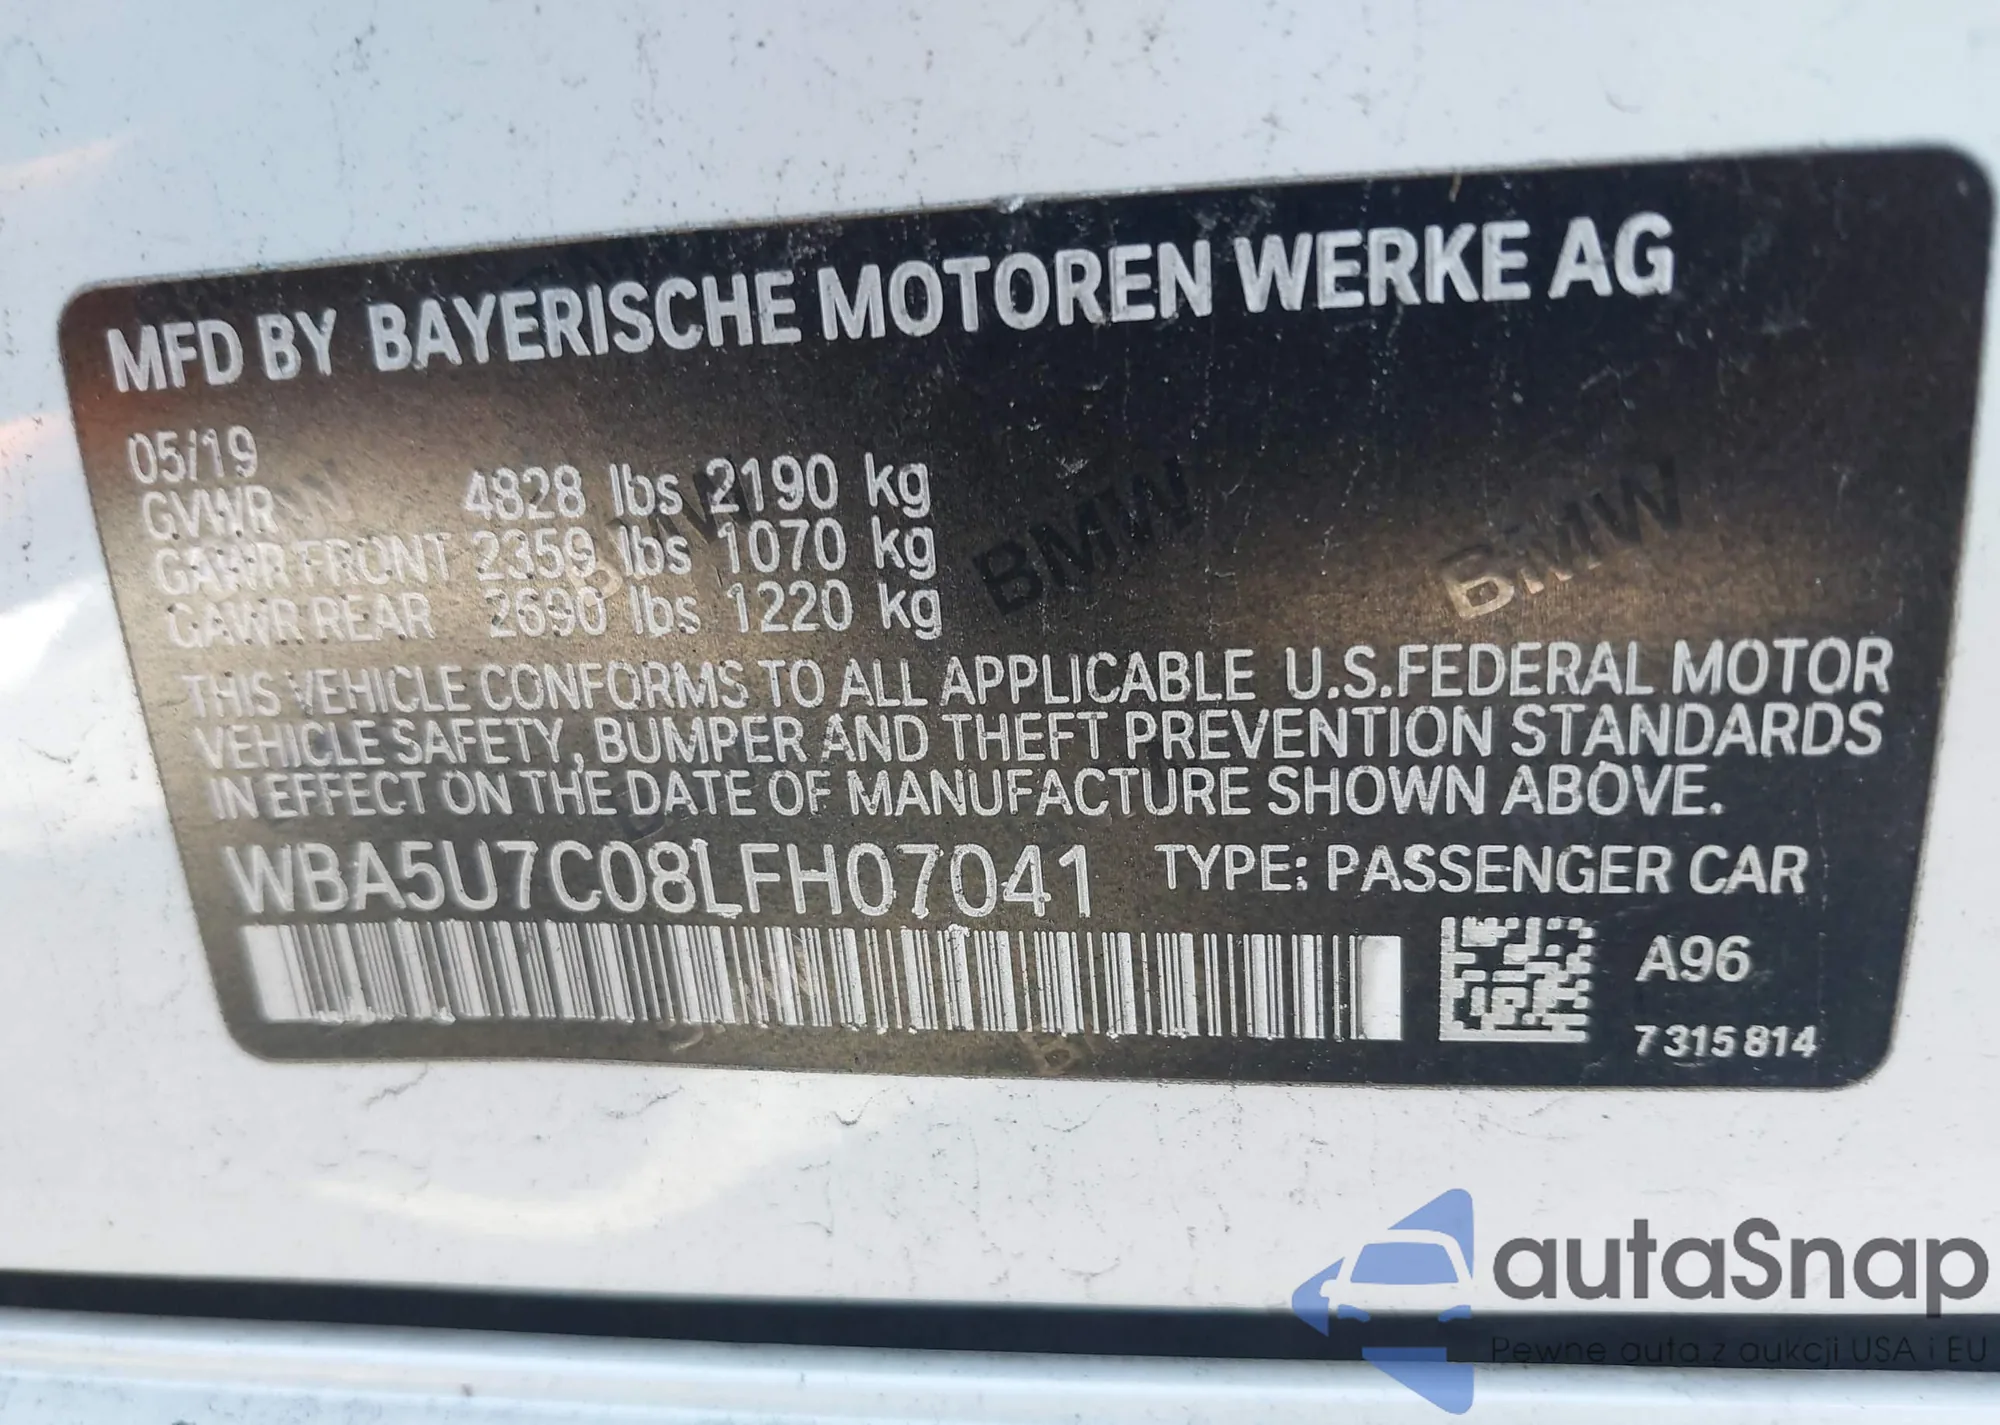 MFD BY BAYERISCHE MOTOREN WERKE AG
05/19
GVWR 4828 lbs 2190 kg
GAWR FRONT 2359 lbs 1070 kg
GAWR REAR 2690 lbs 1220 kg
THIS VEHICLE CONFORMS TO ALL APPLICABLE U.S.FEDERAL MOTOR
VEHICLE SAFETY, BUMPER AND THEFT PREVENTION STANDARDS
IN EFFECT ON THE DATE OF MANUFACTURE SHOWN ABOVE.
WBA5U7C08LFH07041 TYPE: PASSENGER CAR
A96
7 315 814
BMW BMW BMW
autaSnap
Pewne auta z aukcji USA i EU